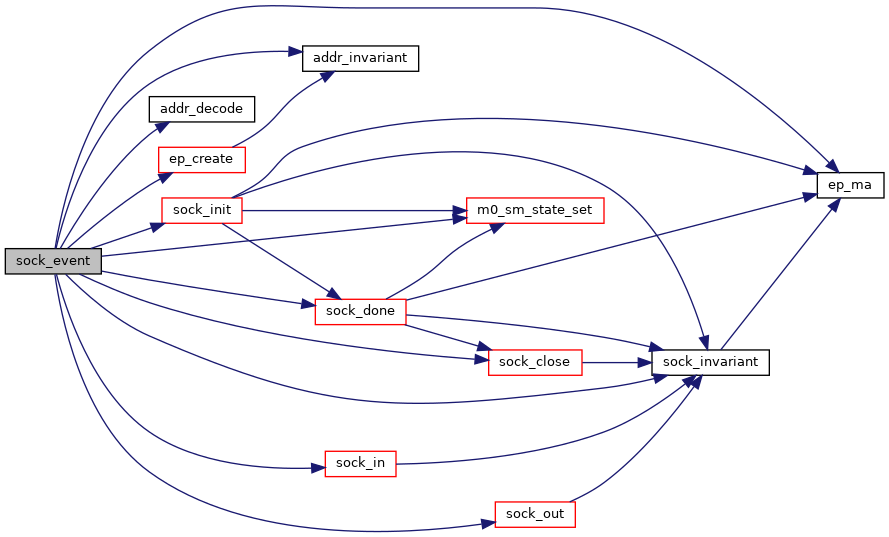 addr_invariant
addr_decode
ep_create
ep_ma
sock_init
m0_sm_state_set
sock_event
sock_done
sock_close
sock_invariant
sock_in
sock_out